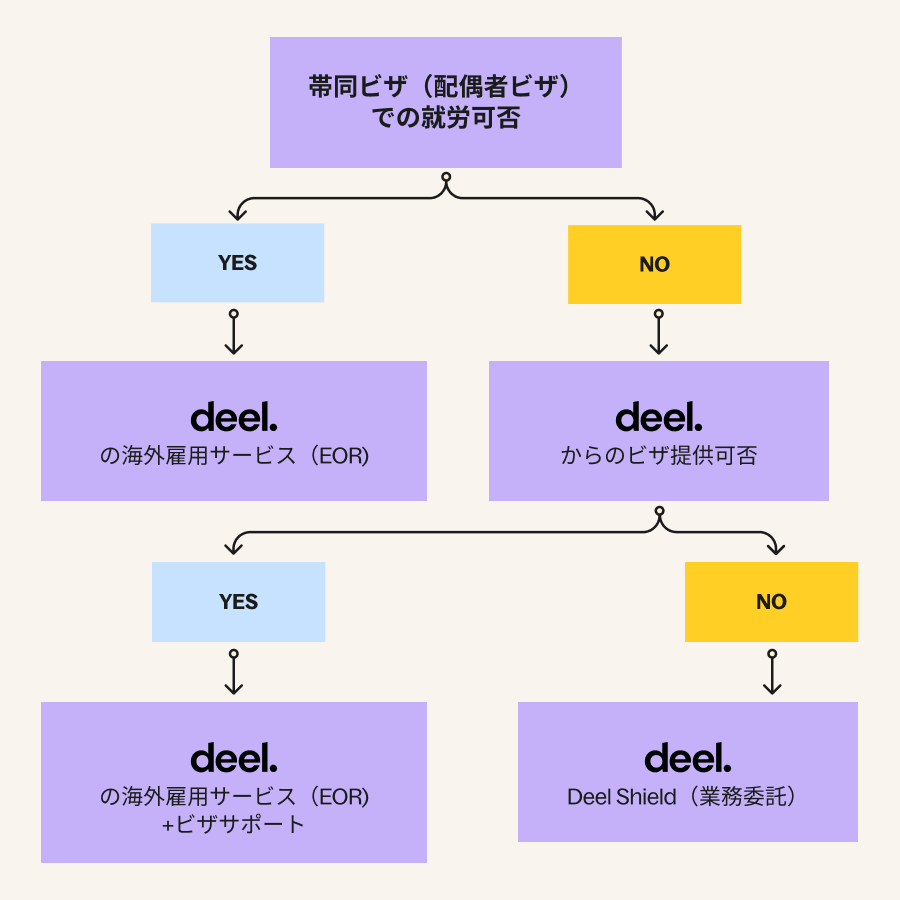 帯同ビザ（配偶者ビザ）
での就労可否
YES
NO
deel.
の海外雇用サービス（EOR)
deel.
からのビザ提供可否
YES
NO
deel.
の海外雇用サービス（EOR)
+ビザサポート
deel.
Deel Shield（業務委託）